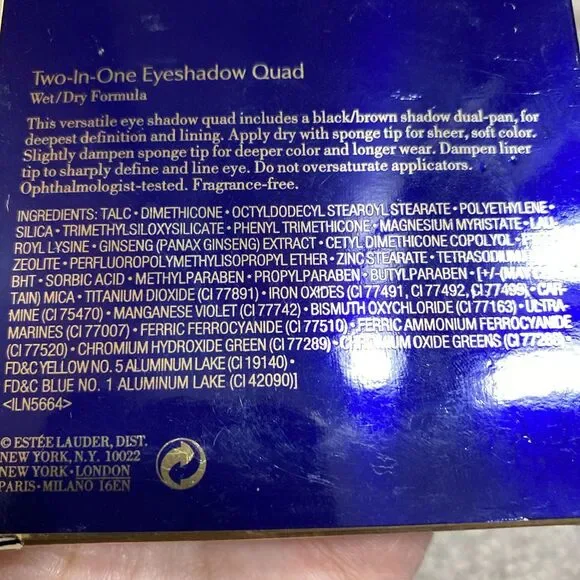 Two-In-One Eyeshadow Quad
Wet/Dry Formula
This versatile eye shadow quad includes a black/brown shadow dual-pan, for
deepest definition and lining. Apply dry with sponge tip for sheer, soft color.
Slightly dampen sponge tip for deeper color and longer wear. Dampen liner
tip to sharply define and line eye. Do not oversaturate applicators.
Ophthalmologist-tested. Fragrance-free.
INGREDIENTS: TALC • DIMETHICONE • OCTYLDODECYL STEAROYL STEARATE • POLYETHYLENE •
SILICA • TRIMETHYLSILOXYSILICATE • PHENYL TRIMETHICONE • MAGNESIUM MYRISTATE • LAU-
ROYL LYSINE • GINSENG (PANAX GINSENG) EXTRACT • CETYL DIMETHICONE COPOLYOL •
ZEOLITE • PERFLUOROPOLYMETHYLISOPROPYL ETHER • ZINC STEARATE • TETRASODIUM
BHT • SORBIC ACID • METHYLPARABEN • PROPYLPARABEN • BUTYLPARABEN • [+/- (MAY
TAIN) MICA • TITANIUM DIOXIDE (CI 77891) • IRON OXIDES (CI 77491, CI 77492, CI 77499) • CAR-
MINE (CI 75470) • MANGANESE VIOLET (CI 77742) • BISMUTH OXYCHLORIDE (CI 77163) • ULTRA-
MARINES (CI 77007) • FERRIC FERROCYANIDE (CI 77510) • FERRIC AMMONIUM FERROCYANIDE
(CI 77520) • CHROMIUM HYDROXIDE GREEN (CI 77289) • CHROMIUM OXIDE GREENS (CI 77288) •
FD&C YELLOW NO. 5 ALUMINUM LAKE (CI 19140) •
FD&C BLUE NO. 1 ALUMINUM LAKE (CI 42090)]
<ILN5664>
© ESTÉE LAUDER, DIST.
NEW YORK, N.Y. 10022
NEW YORK • LONDON
PARIS • MILANO 16EN